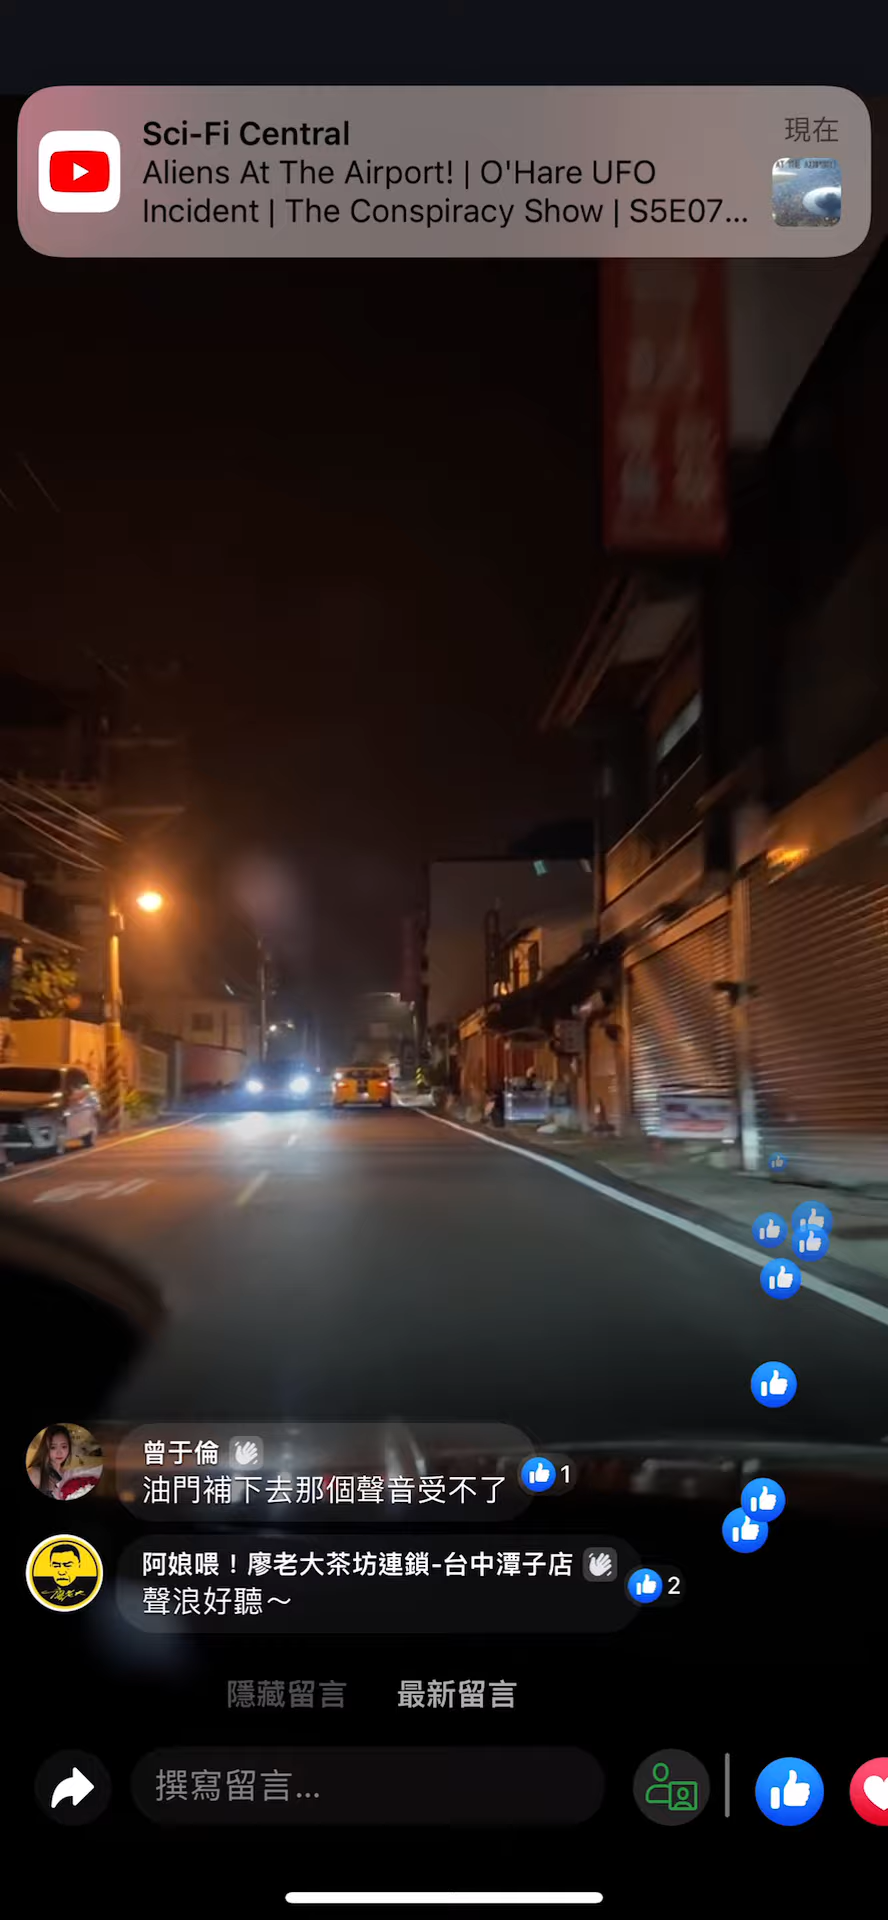 Sci-Fi Central
現在
Aliens At The Airport! | O'Hare UFO
Incident | The Conspiracy Show | S5E07...
AT THE AIRPORT!
曾于倫
油門補下去那個聲音受不了
1
阿娘喂！廖老大茶坊連鎖-台中潭子店
聲浪好聽～
2
隱藏留言 最新留言
撰寫留言...